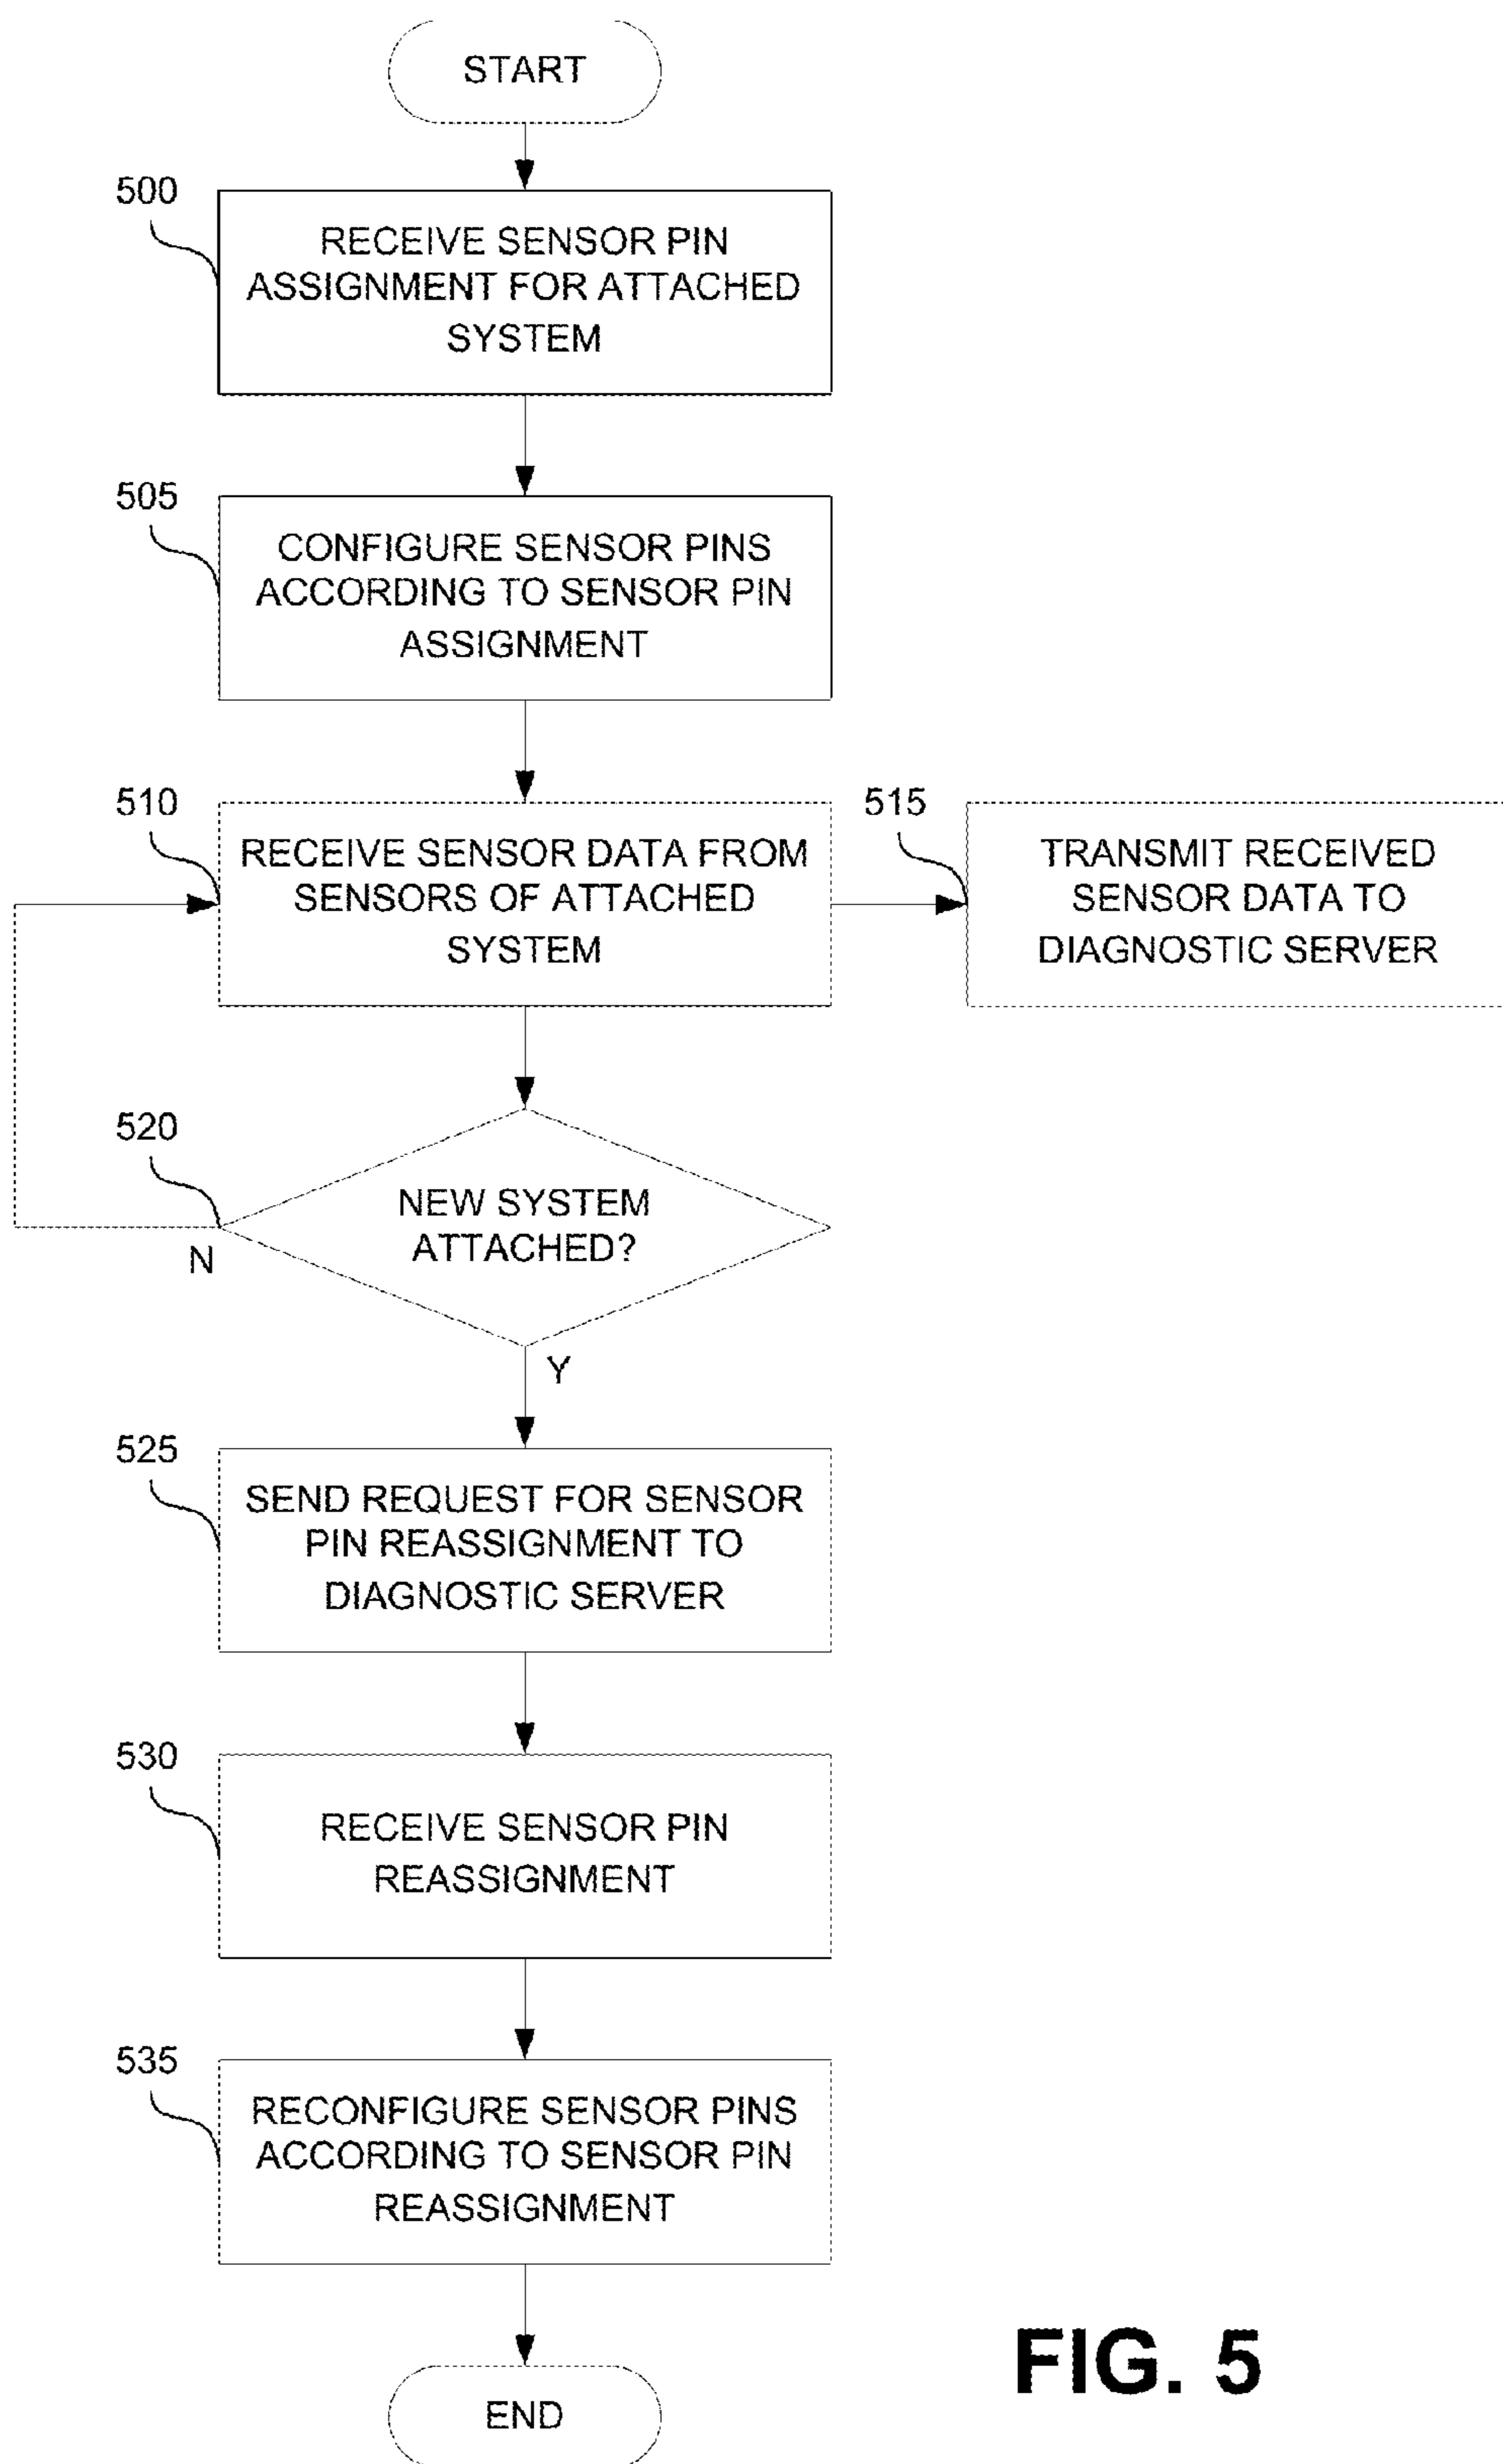 START
500
RECEIVE SENSOR PIN
ASSIGNMENT FOR ATTACHED
SYSTEM
505
CONFIGURE SENSOR PINS
ACCORDING TO SENSOR PIN
ASSIGNMENT
510
RECEIVE SENSOR DATA FROM
SENSORS OF ATTACHED
SYSTEM
515
TRANSMIT RECEIVED
SENSOR DATA TO
DIAGNOSTIC SERVER
520
NEW SYSTEM
ATTACHED?
N
Y
525
SEND REQUEST FOR SENSOR
PIN REASSIGNMENT TO
DIAGNOSTIC SERVER
530
RECEIVE SENSOR PIN
REASSIGNMENT
535
RECONFIGURE SENSOR PINS
ACCORDING TO SENSOR PIN
REASSIGNMENT
END
FIG. 5